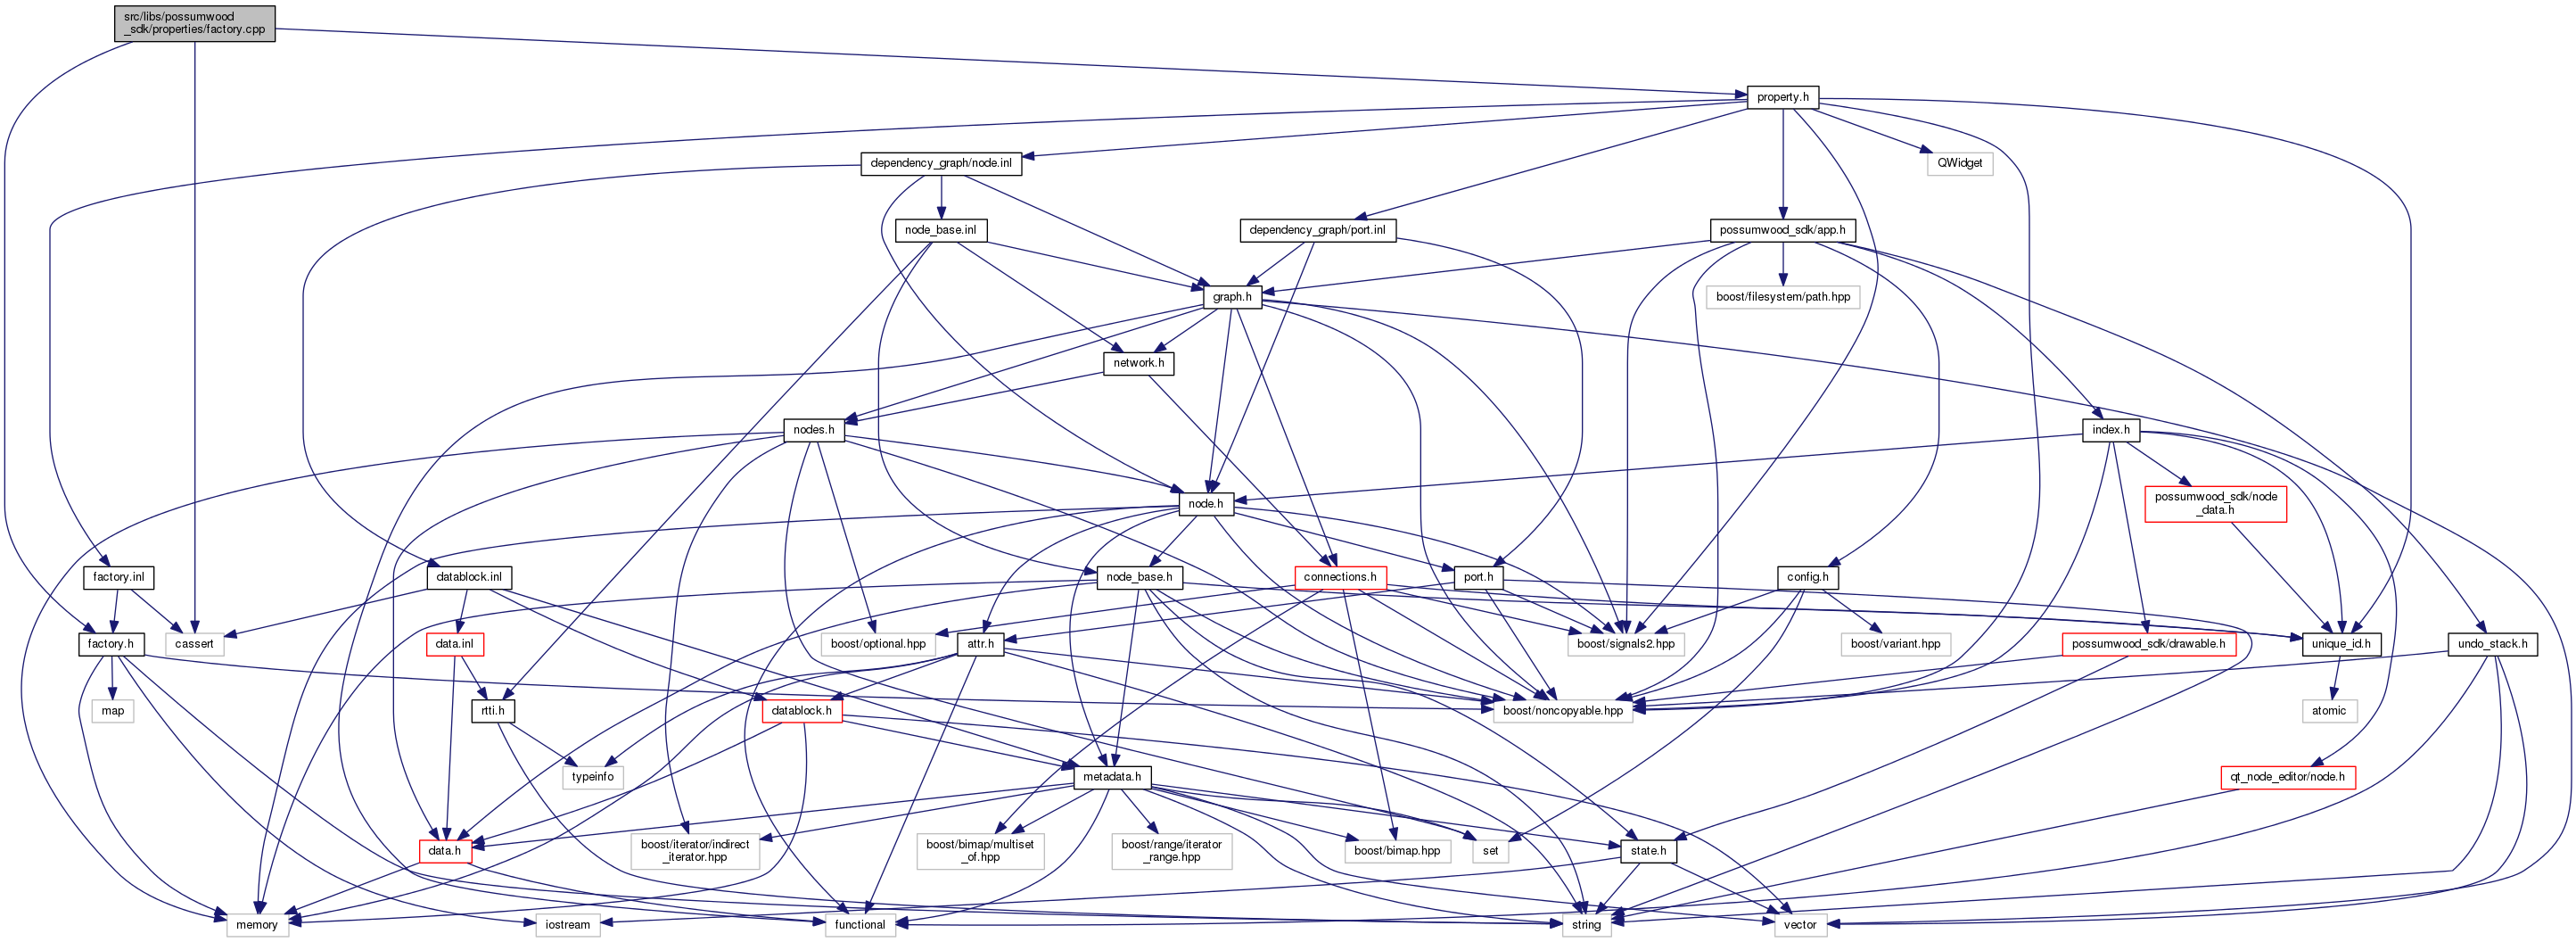 src/libs/possumwood
_sdk/properties/factory.cpp
property.h
dependency_graph/node.inl
QWidget
node_base.inl
dependency_graph/port.inl
possumwood_sdk/app.h
graph.h
boost/filesystem/path.hpp
network.h
nodes.h
index.h
node.h
possumwood_sdk/node
_data.h
factory.inl
datablock.inl
node_base.h
connections.h
port.h
config.h
factory.h
cassert
data.inl
boost/optional.hpp
attr.h
boost/signals2.hpp
boost/variant.hpp
possumwood_sdk/drawable.h
unique_id.h
undo_stack.h
map
rtti.h
datablock.h
boost/noncopyable.hpp
atomic
typeinfo
metadata.h
qt_node_editor/node.h
data.h
boost/iterator/indirect
_iterator.hpp
boost/bimap/multiset
_of.hpp
boost/range/iterator
_range.hpp
boost/bimap.hpp
set
state.h
memory
iostream
functional
string
vector